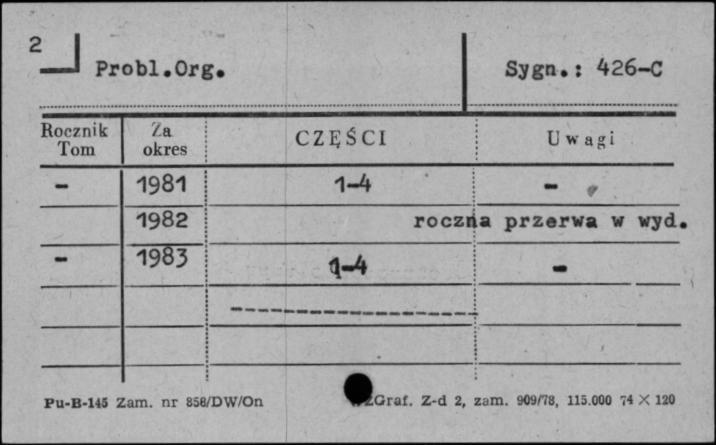 2
Probl.Org.
Sygn.: 426-C
Rocznik Tom
Za okres
CZĘŚCI
Uwagi
- 1981 1-4 -
1982 roczna przerwa w wyd.
- 1983 1-4 -
Pu-B-145 Zam. nr 858/DW/On
ZGraf. Z-d 2, zam. 909/78, 115.000 74 X 120